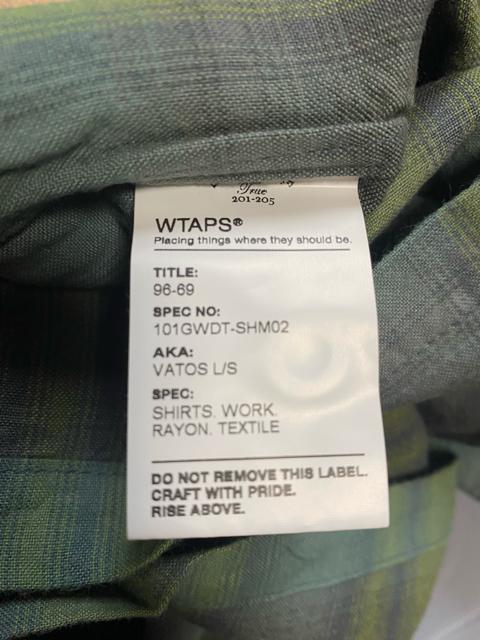 True
201-205
WTAPS®
Placing things where they should be.
TITLE:
96-69
SPEC NO:
101GWDT-SHM02
AKA:
VATOS L/S
SPEC:
SHIRTS. WORK.
RAYON. TEXTILE
DO NOT REMOVE THIS LABEL.
CRAFT WITH PRIDE.
RISE ABOVE.